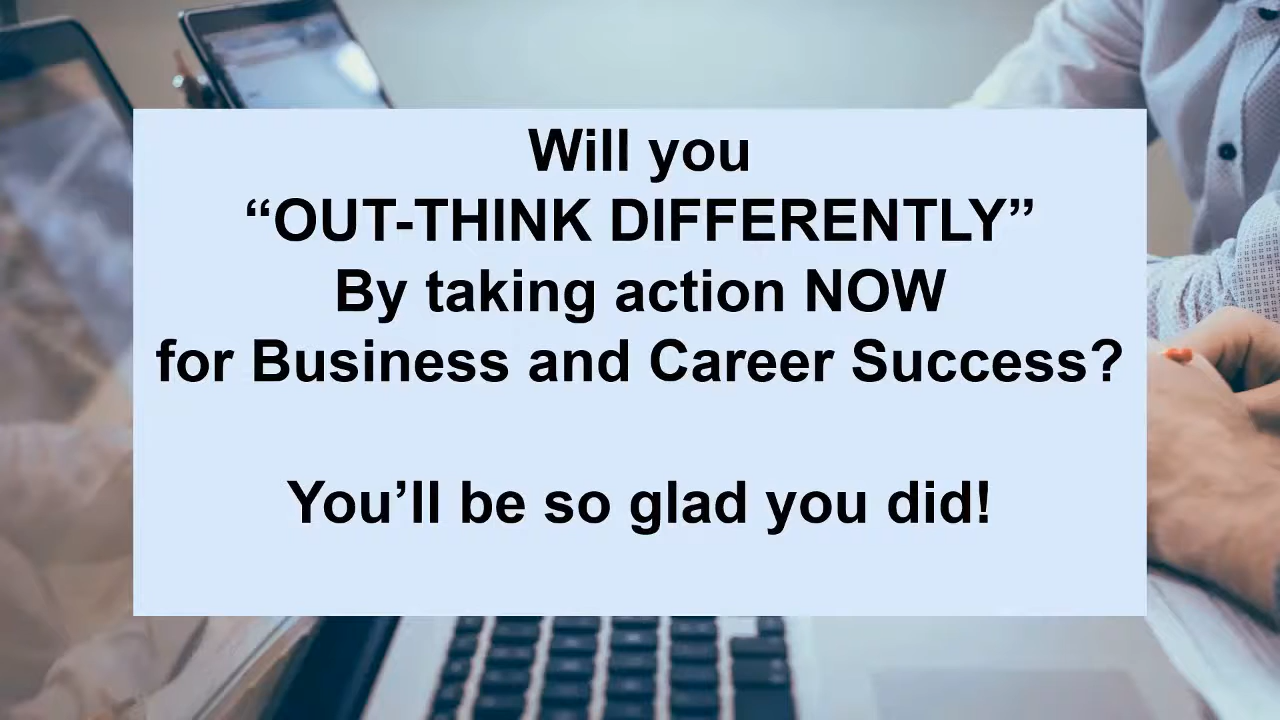 Will you
“OUT-THINK DIFFERENTLY”
By taking action NOW
for Business and Career Success?
You’ll be so glad you did!